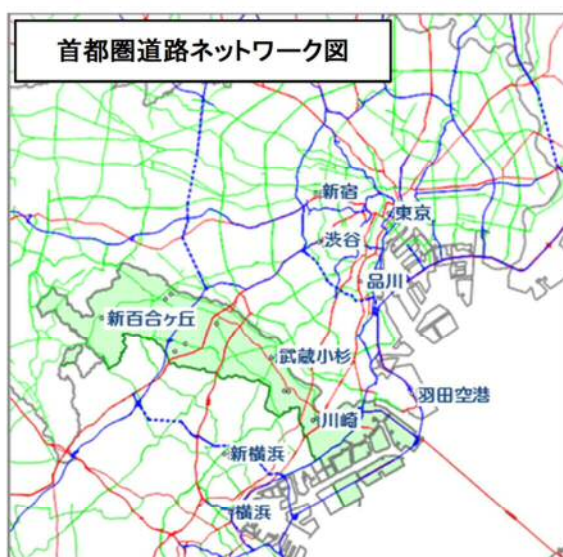 首都圏道路ネットワーク図
新宿
東京
渋谷
品川
新百合ヶ丘
武蔵小杉
羽田空港
川崎
新横浜
横浜